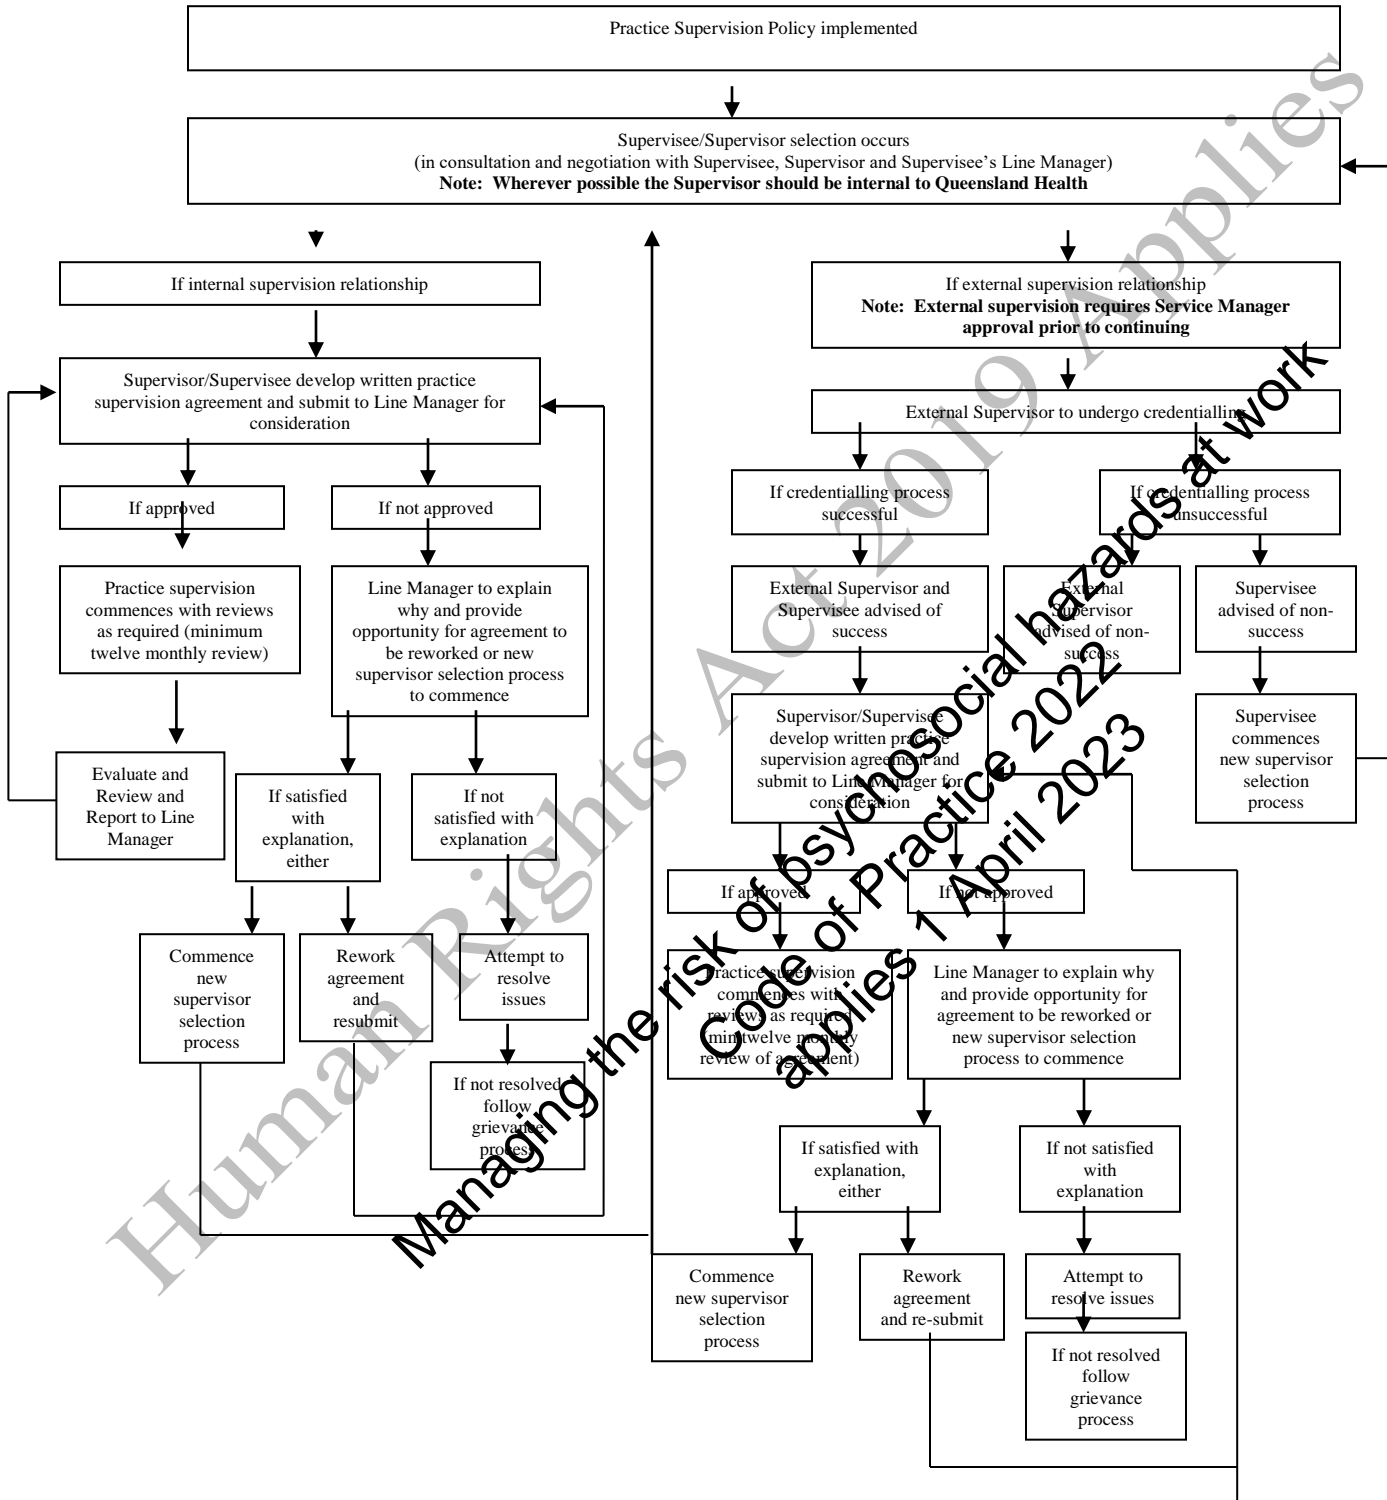 Practice Supervision Policy implemented
Supervisee/Supervisor selection occurs
(in consultation and negotiation with Supervisee, Supervisor and Supervisee's Line Manager)
Note: Wherever possible the Supervisor should be internal to Queensland Health
If internal supervision relationship
If external supervision relationship
Note: External supervision requires Service Manager
approval prior to continuing
Supervisor/Supervisee develop written practice
supervision agreement and submit to Line Manager for
consideration
External Supervisor to undergo credentialling
If approved
If not approved
If credentialling process
successful
If credentialling process
unsuccessful
Practice supervision
commences with reviews
as required (minimum
twelve monthly review)
Line Manager to explain
why and provide
opportunity for agreement to
be reworked or new
supervisor selection process
to commence
External Supervisor and
Supervisee advised of
success
External
Supervisor
advised of non-
success
Supervisee
advised of non-
success
Evaluate and
Review and
Report to Line
Manager
If satisfied
with
explanation,
either
If not
satisfied with
explanation
Supervisor/Supervisee
develop written practice
supervision agreement and
submit to Line Manager for
consideration
Supervisee
commences
new supervisor
selection
process
If approved
If not approved
Commence
new
supervisor
selection
process
Rework
agreement
and
resubmit
Attempt to
resolve
issues
Practice supervision
commences with
reviews as required
(min twelve monthly
review of agreement)
Line Manager to explain why
and provide opportunity for
agreement to be reworked or
new supervisor selection
process to commence
If not resolved
follow
grievance
process
If satisfied with
explanation,
either
If not satisfied
with
explanation
Commence
new supervisor
selection
process
Rework
agreement
and re-submit
Attempt to
resolve issues
If not resolved
follow
grievance
process
Human Rights Act 2019 Applies
Managing the risk of psychosocial hazards at work
Code of Practice 2022
applies 1 April 2023